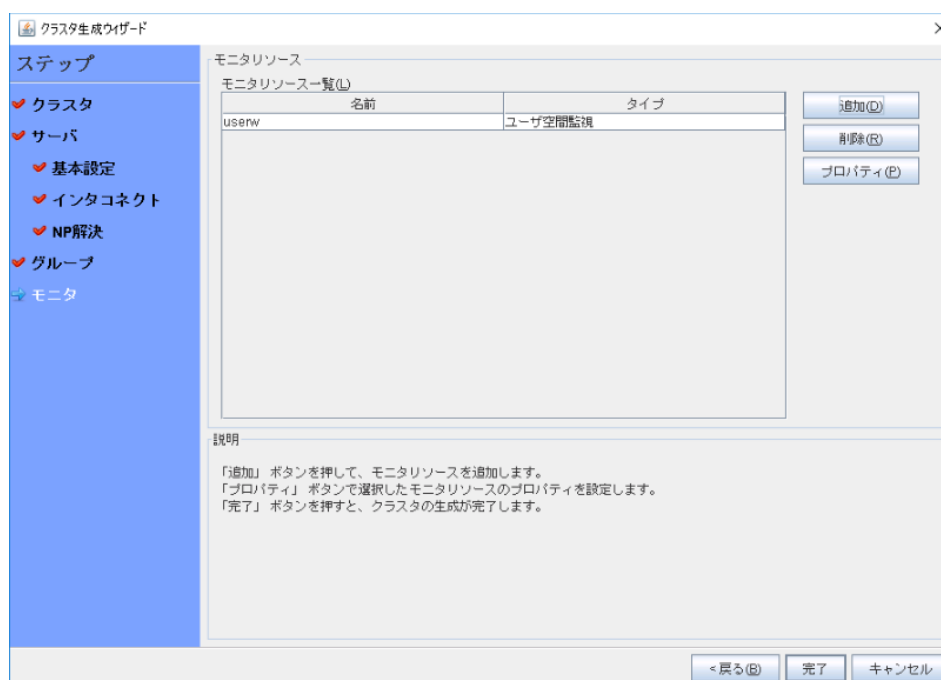 クラスタ生成ウィザード
ステップ
クラスタ
サーバ
基本設定
インタコネクト
NP解決
グループ
モニタ
モニタリソース
モニタリソース一覧(L)
名前 タイプ
userw ユーザ空間監視
追加(D)
削除(R)
プロパティ(P)
説明
「追加」 ボタンを押して、モニタリソースを追加します。
「プロパティ」 ボタンで選択したモニタリソースのプロパティを設定します。
「完了」 ボタンを押すと、クラスタの生成が完了します。
<戻る(B) 完了 キャンセル